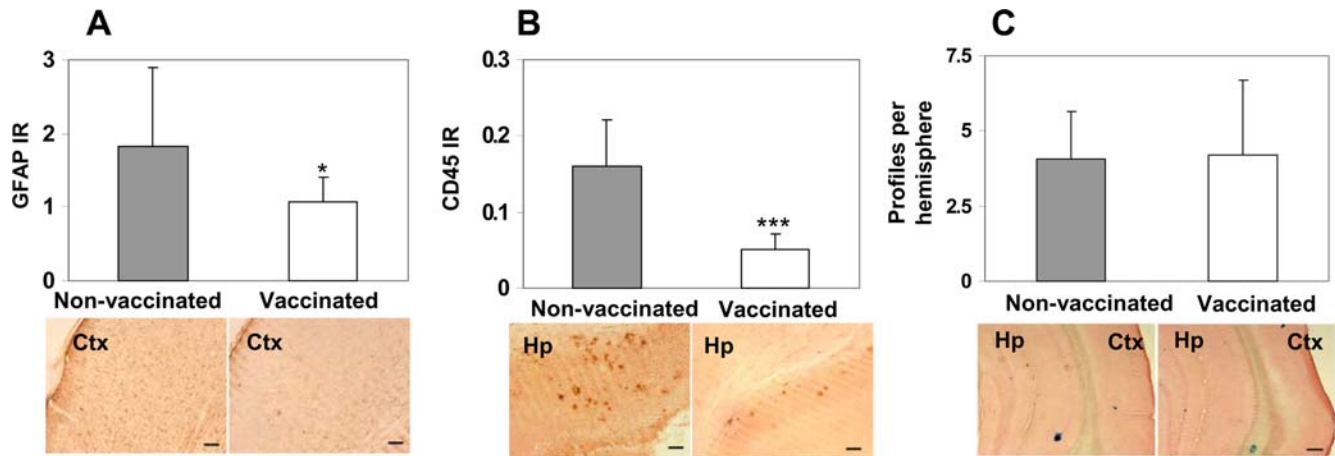 A
3
2
1
0
GFAP IR
*
Non-vaccinated Vaccinated
Ctx Ctx
B
0.3
0.2
0.1
0
CD45 IR
***
Non-vaccinated Vaccinated
Hp Hp
C
7.5
5
2.5
0
Profiles per
hemisphere
Non-vaccinated Vaccinated
Hp Ctx Hp Ctx